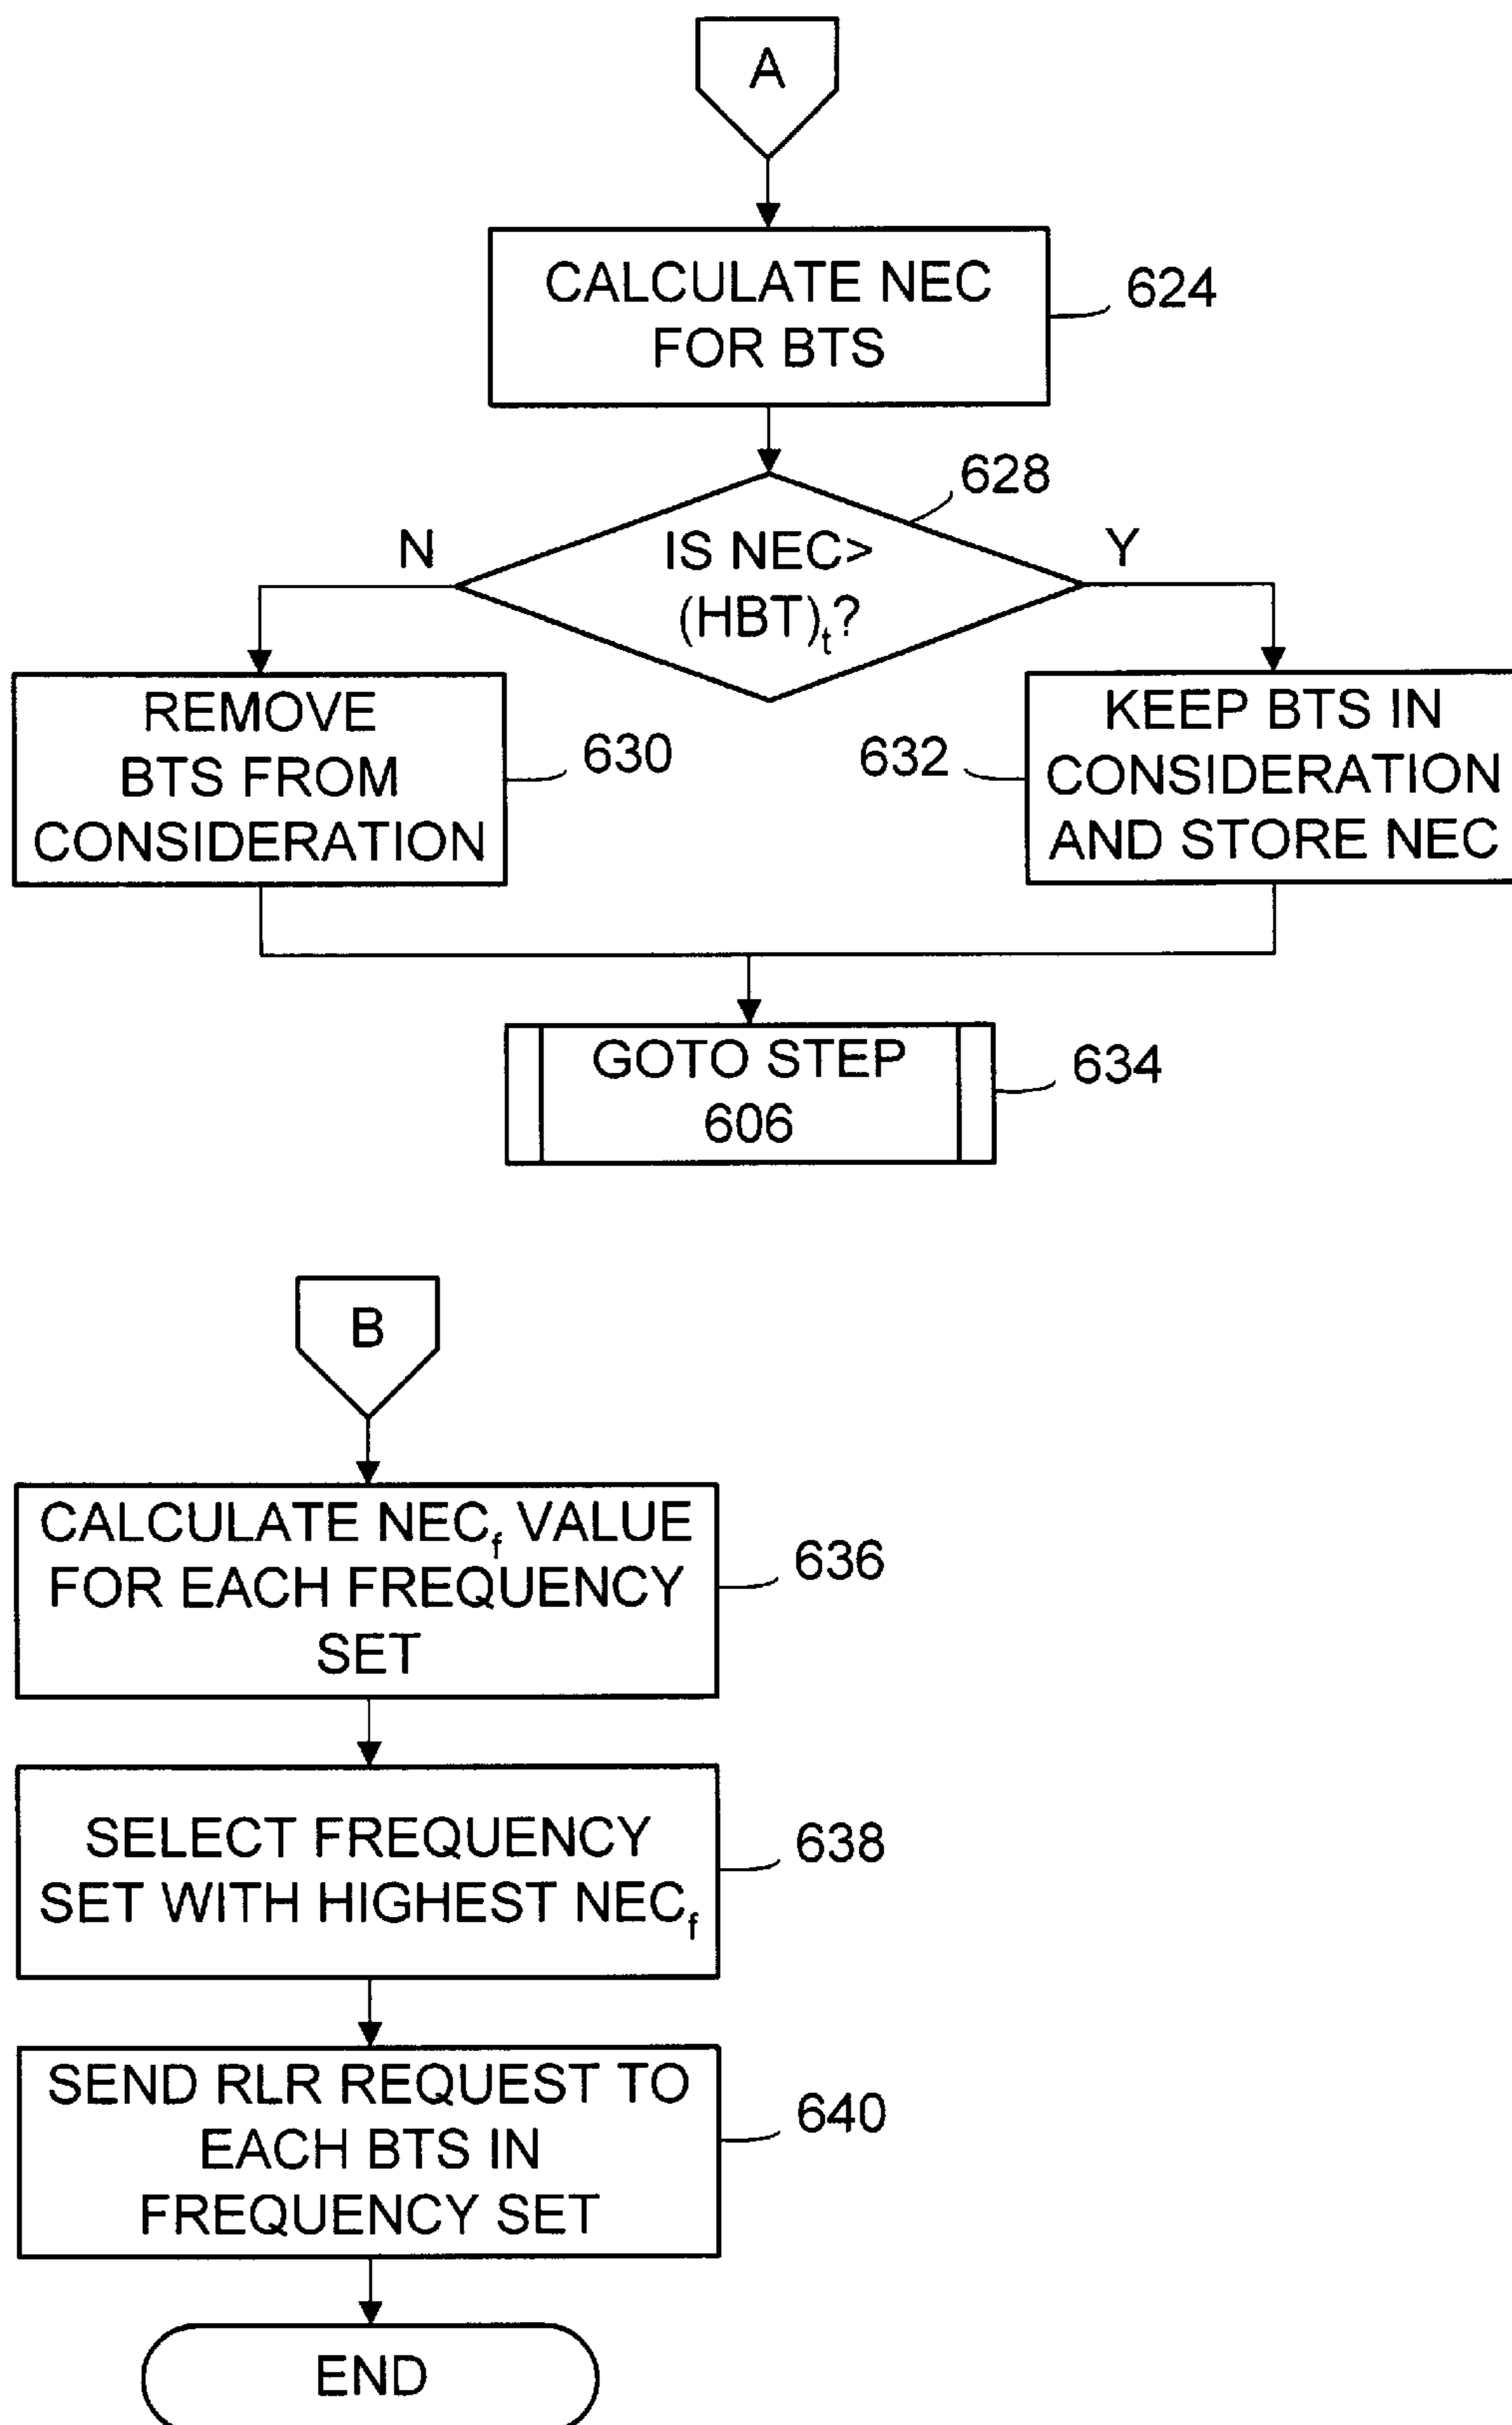 A
CALCULATE NEC
FOR BTS
624
628
N
Y
IS NEC>
(HBT)t?
REMOVE
BTS FROM
CONSIDERATION
630
632
KEEP BTS IN
CONSIDERATION
AND STORE NEC
GOTO STEP
606
634
B
CALCULATE NECf VALUE
FOR EACH FREQUENCY
SET
636
SELECT FREQUENCY
SET WITH HIGHEST NECf
638
SEND RLR REQUEST TO
EACH BTS IN
FREQUENCY SET
640
END